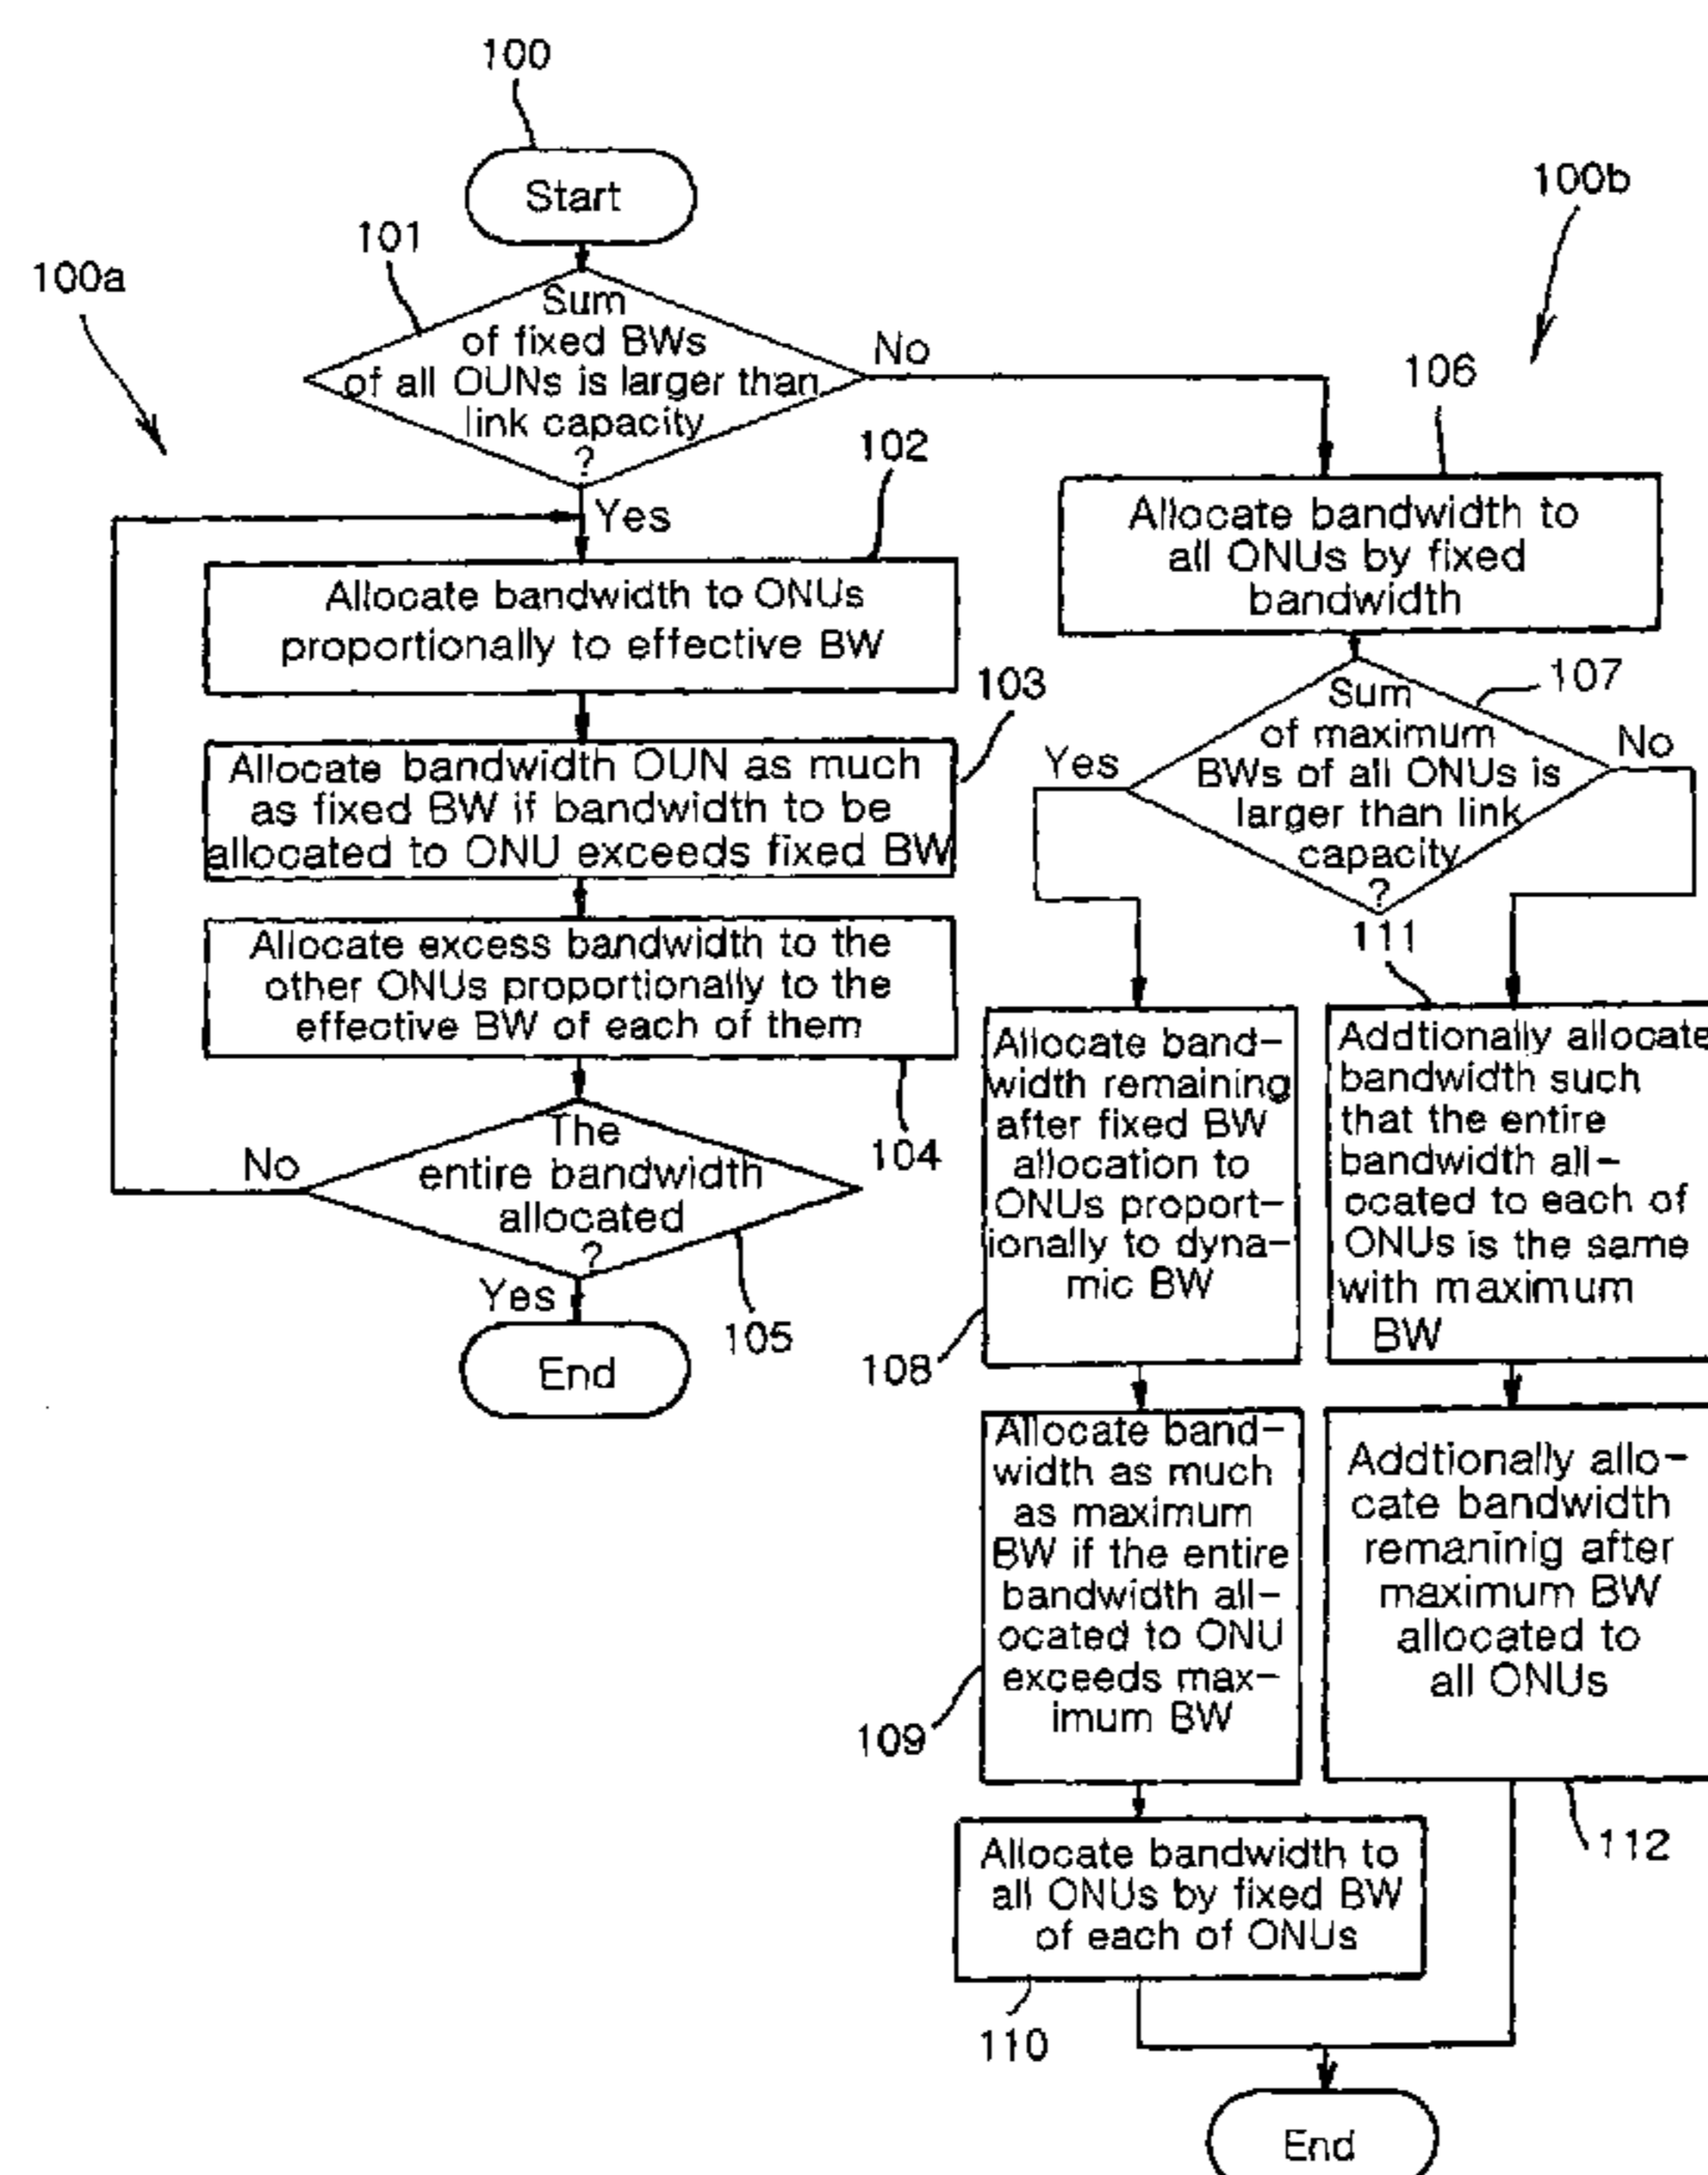 100
Start
101
100a
100b
Sum
of fixed BWs
of all OUNs is larger than
link capacity
?
No
Yes
102
Allocate bandwidth to ONUs
proportionally to effective BW
103
Allocate bandwidth OUN as much
as fixed BW if bandwidth to be
allocated to ONU exceeds fixed BW
Allocate excess bandwidth to the
other ONUs proportionally to the
effective BW of each of them
104
The
entire bandwidth
allocated
?
No
Yes
105
End
106
Allocate bandwidth to
all ONUs by fixed
bandwidth
107
Sum
of maximum
BWs of all ONUs is
larger than link
capacity
?
Yes
No
111
Allocate band-
width remaining
after fixed BW
allocation to
ONUs proport-
ionally to dyna-
mic BW
108
Addtionally allocate
bandwidth such
that the entire
bandwidth all-
ocated to each of
ONUs is the same
with maximum
BW
Allocate band-
width as much
as maximum
BW if the entire
bandwidth all-
ocated to ONU
exceeds max-
imum BW
109
Addtionally allo-
cate bandwidth
remaninig after
maximum BW
allocated to
all ONUs
112
Allocate bandwidth to
all ONUs by fixed BW
of each of ONUs
110
End